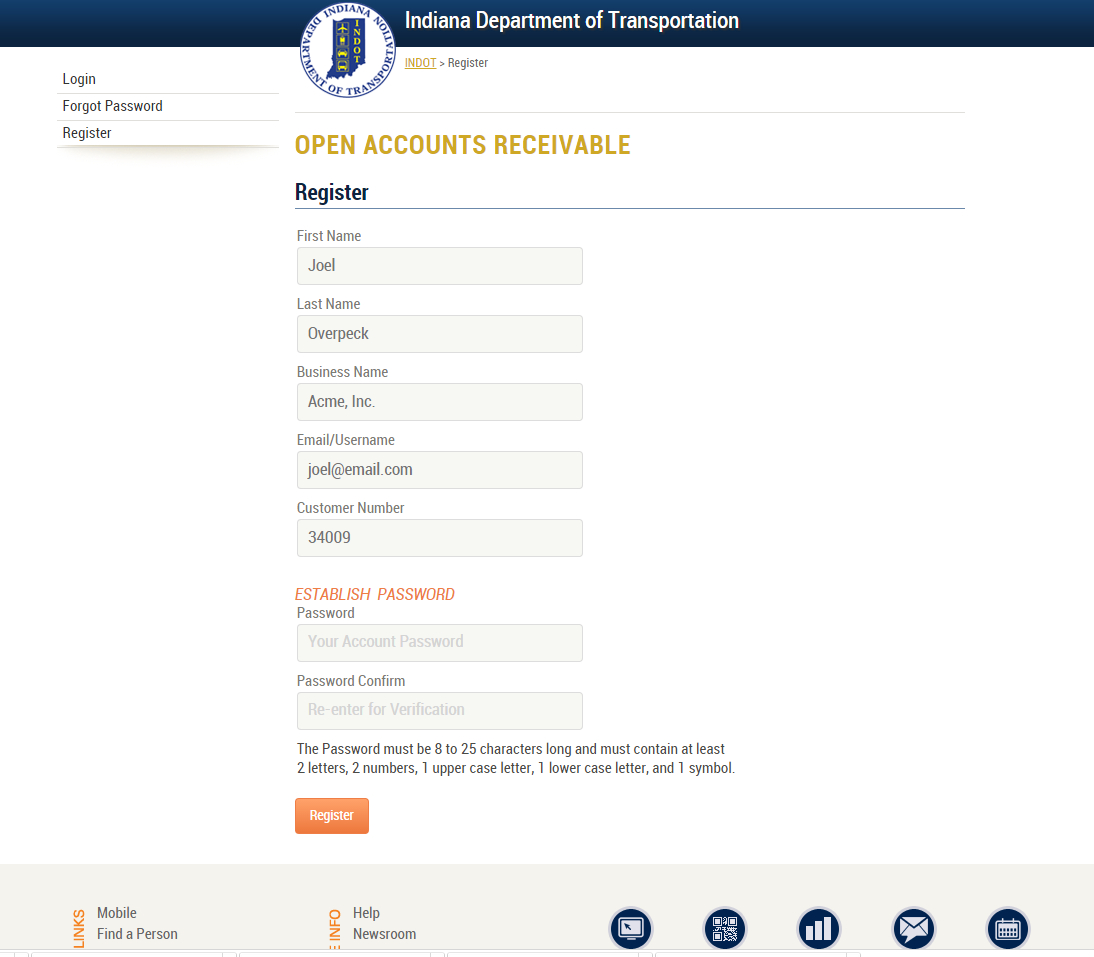 INDIANA
DEPARTMENT OF TRANSPORTATION
INDOT
Indiana Department of Transportation
INDOT > Register
Login
Forgot Password
Register
OPEN ACCOUNTS RECEIVABLE
Register
First Name
Joel
Last Name
Overpeck
Business Name
Acme, Inc.
Email/Username
joel@email.com
Customer Number
34009
ESTABLISH PASSWORD
Password
Your Account Password
Password Confirm
Re-enter for Verification
The Password must be 8 to 25 characters long and must contain at least
2 letters, 2 numbers, 1 upper case letter, 1 lower case letter, and 1 symbol.
Register
LINKS
Mobile
Find a Person
INFO
Help
Newsroom